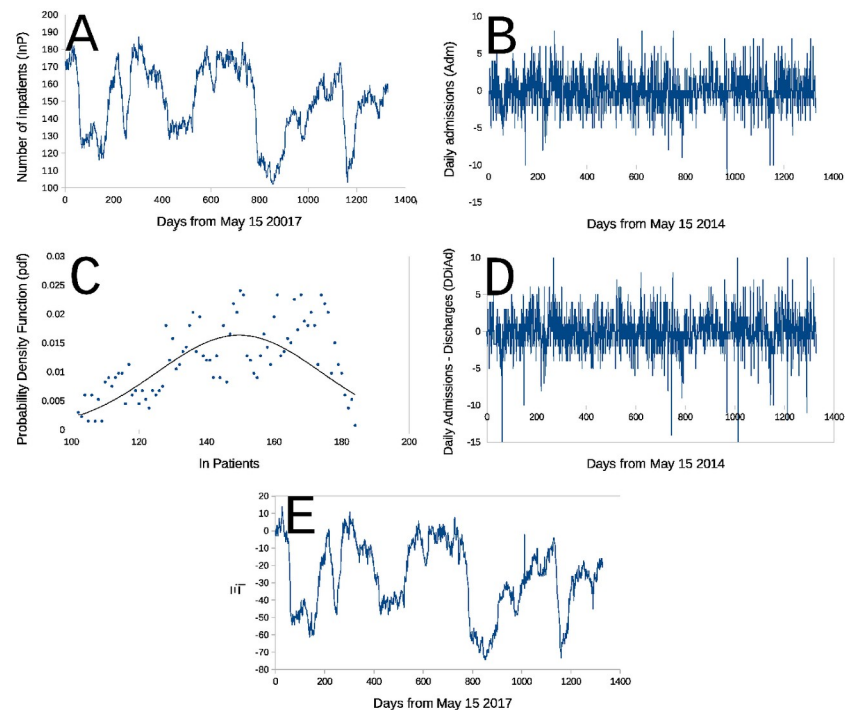 A
Number of inpatients (InP)
200
190
180
170
160
150
140
130
120
110
100
0 200 400 600 800 1000 1200 1400
Days from May 15 20017
B
Daily admissions (Adm)
10
5
0
-5
-10
-15
0 200 400 600 800 1000 1200 1400
Days from May 15 2014
C
Probability Density Function (pdf)
0.03
0.025
0.02
0.015
0.01
0.005
0
100 120 140 160 180 200
In Patients
D
Daily Admissions - Discharges (DDiAd)
10
5
0
-5
-10
-15
0 200 400 600 800 1000 1200 1400
Days from May 15 2014
E
Ξi
20
10
0
-10
-20
-30
-40
-50
-60
-70
-80
0 200 400 600 800 1000 1200 1400
Days from May 15 2017